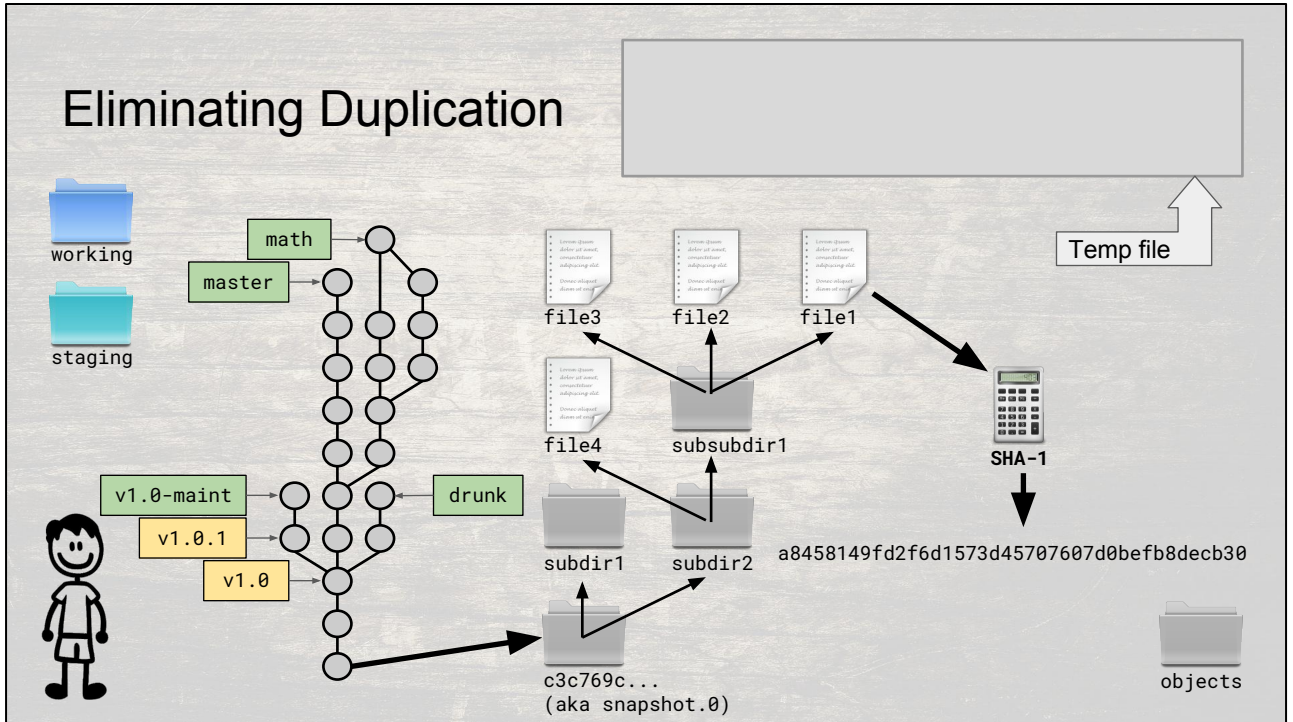 Eliminating Duplication
working
staging
math
master
v1.0-maint
v1.0.1
v1.0
drunk
file3
file2
file1
file4
subsubdir1
subdir1
subdir2
c3c769c...
(aka snapshot.0)
Temp file
SHA-1
a8458149fd2f6d1573d45707607d0befb8decb30
objects